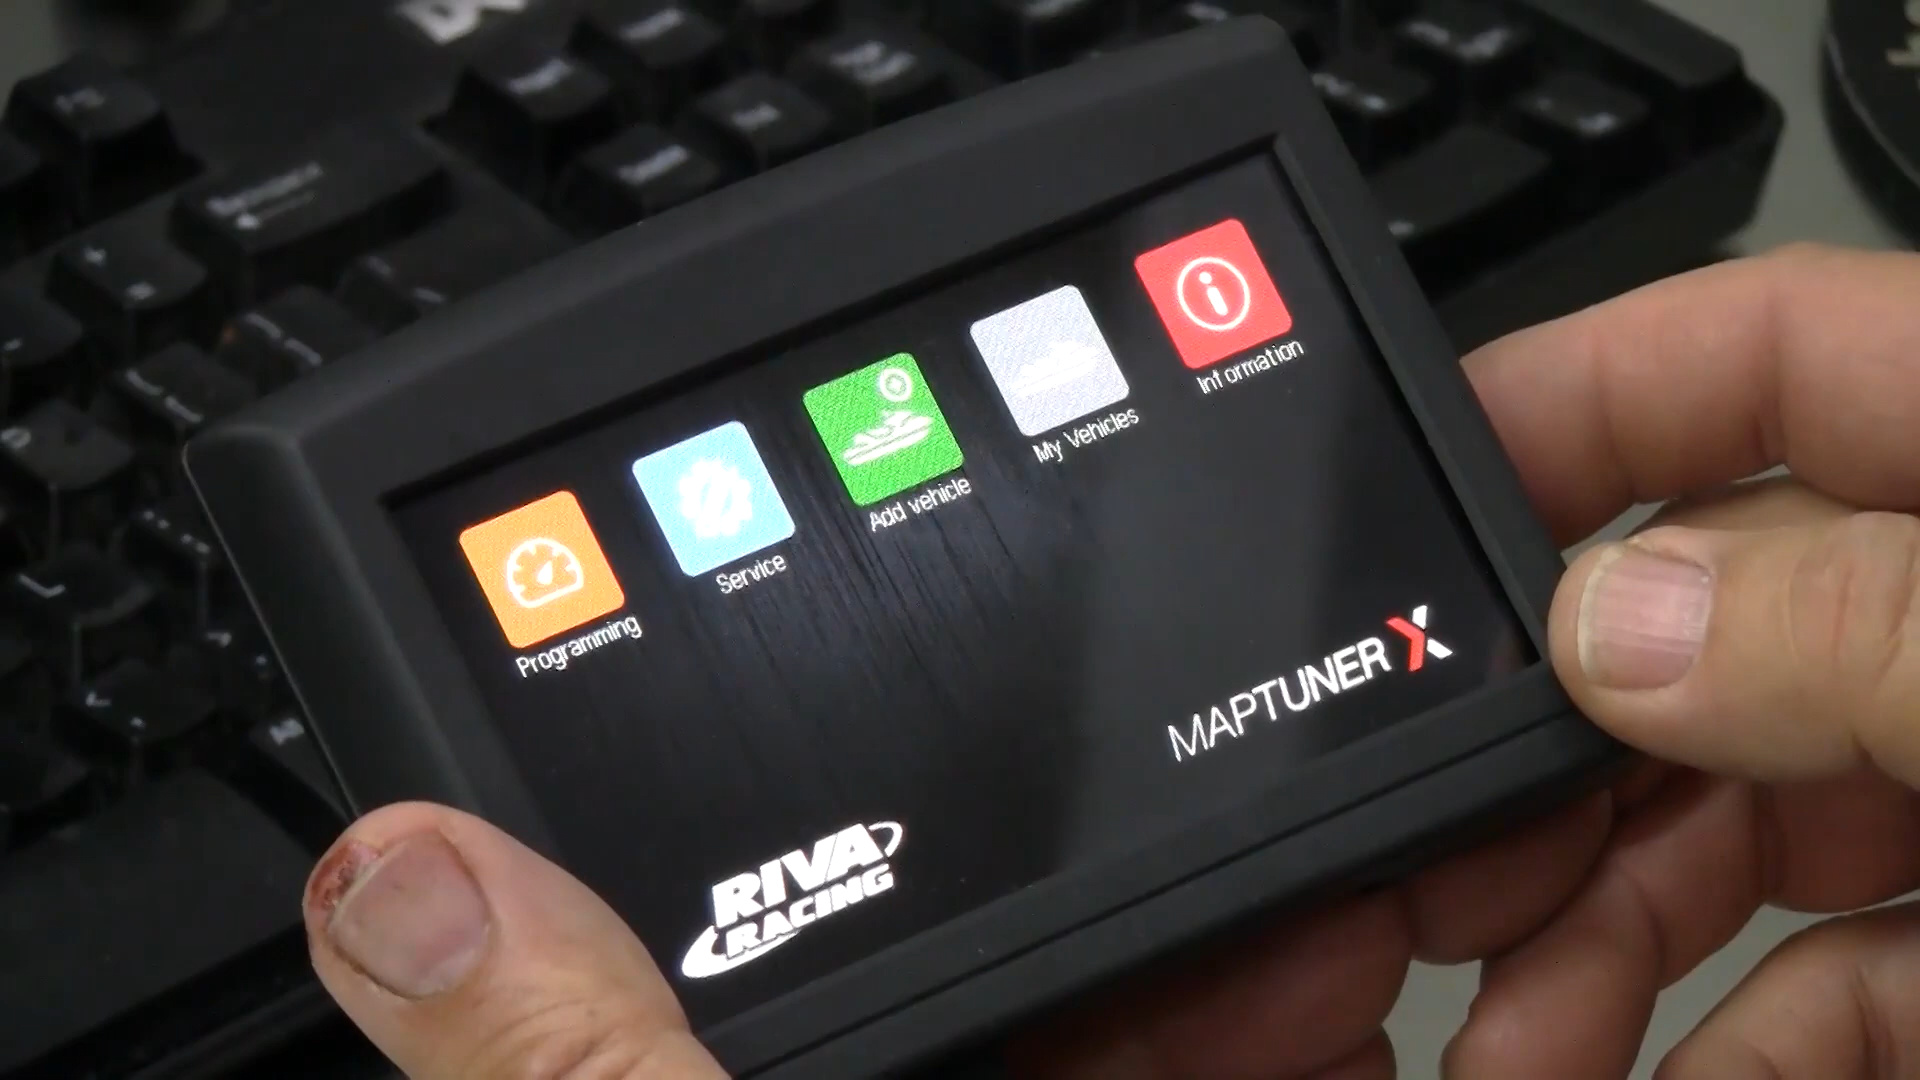 Programming
Service
Add vehicle
My Vehicles
Information
MAPTUNER X
RIVA
RACING